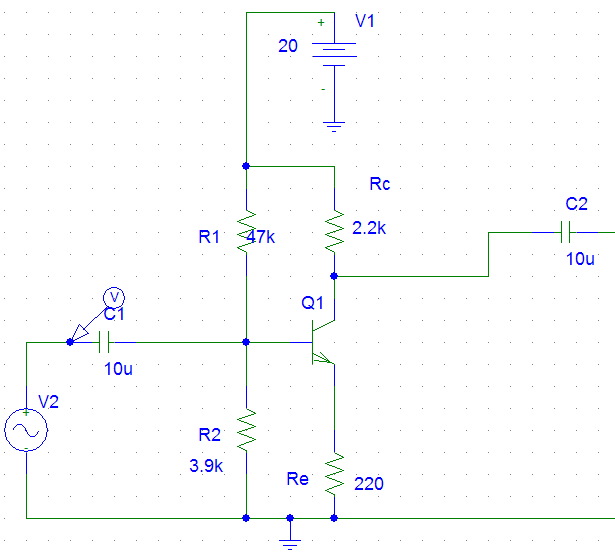 + V1
20
-
Rc
R1 47k
2.2k
C2
10u
V
C1
Q1
10u
V2
+
-
R2
3.9k
Re 220